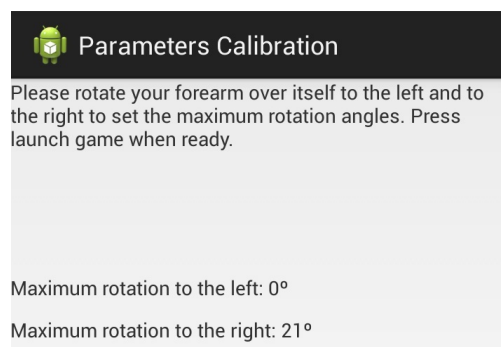 Parameters Calibration
Please rotate your forearm over itself to the left and to
the right to set the maximum rotation angles. Press
launch game when ready.
Maximum rotation to the left: 0º
Maximum rotation to the right: 21º